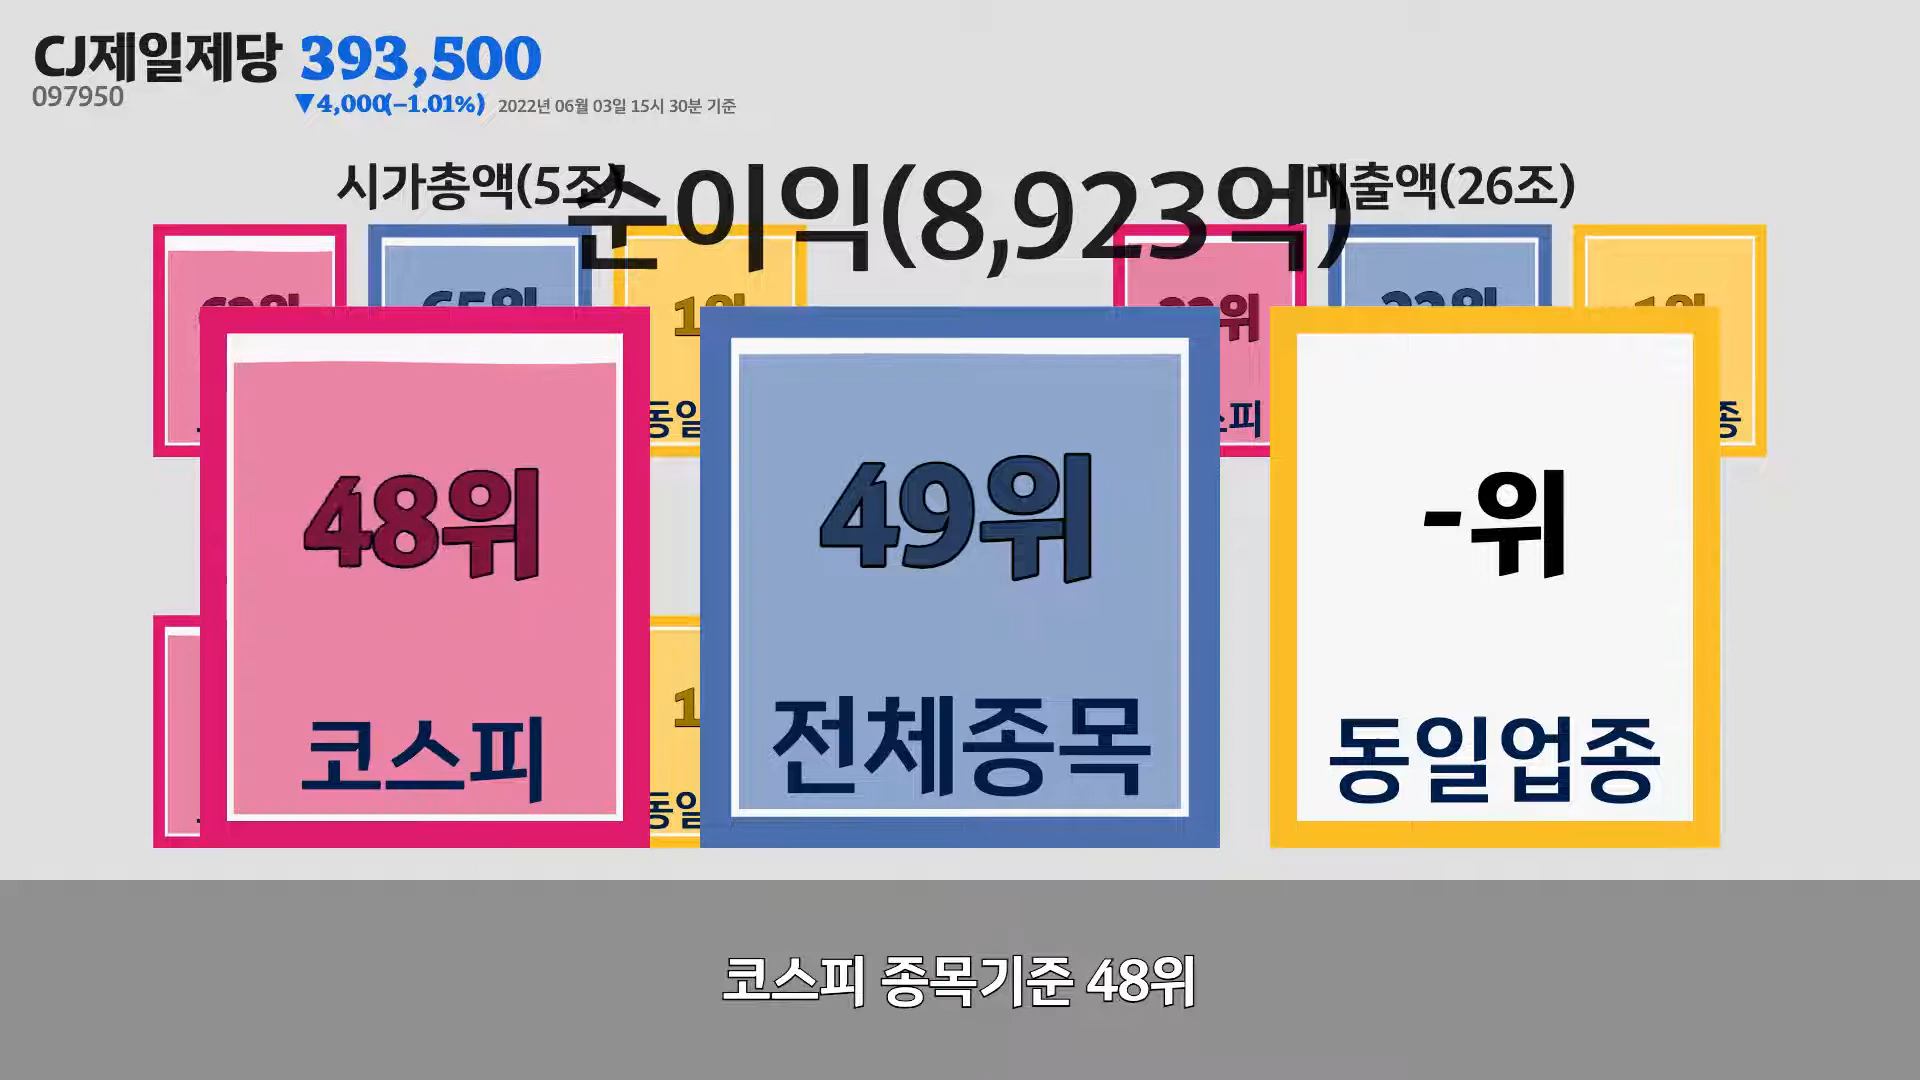 CJ제일제당 393,500
097950
▼4,000(-1.01%) 2022년 06월 03일 15시 30분 기준
시가총액(5조)
순이익(8,923억)
매출액(26조)
48위
49위
-위
코스피
전체종목
동일업종
코스피 종목기준 48위